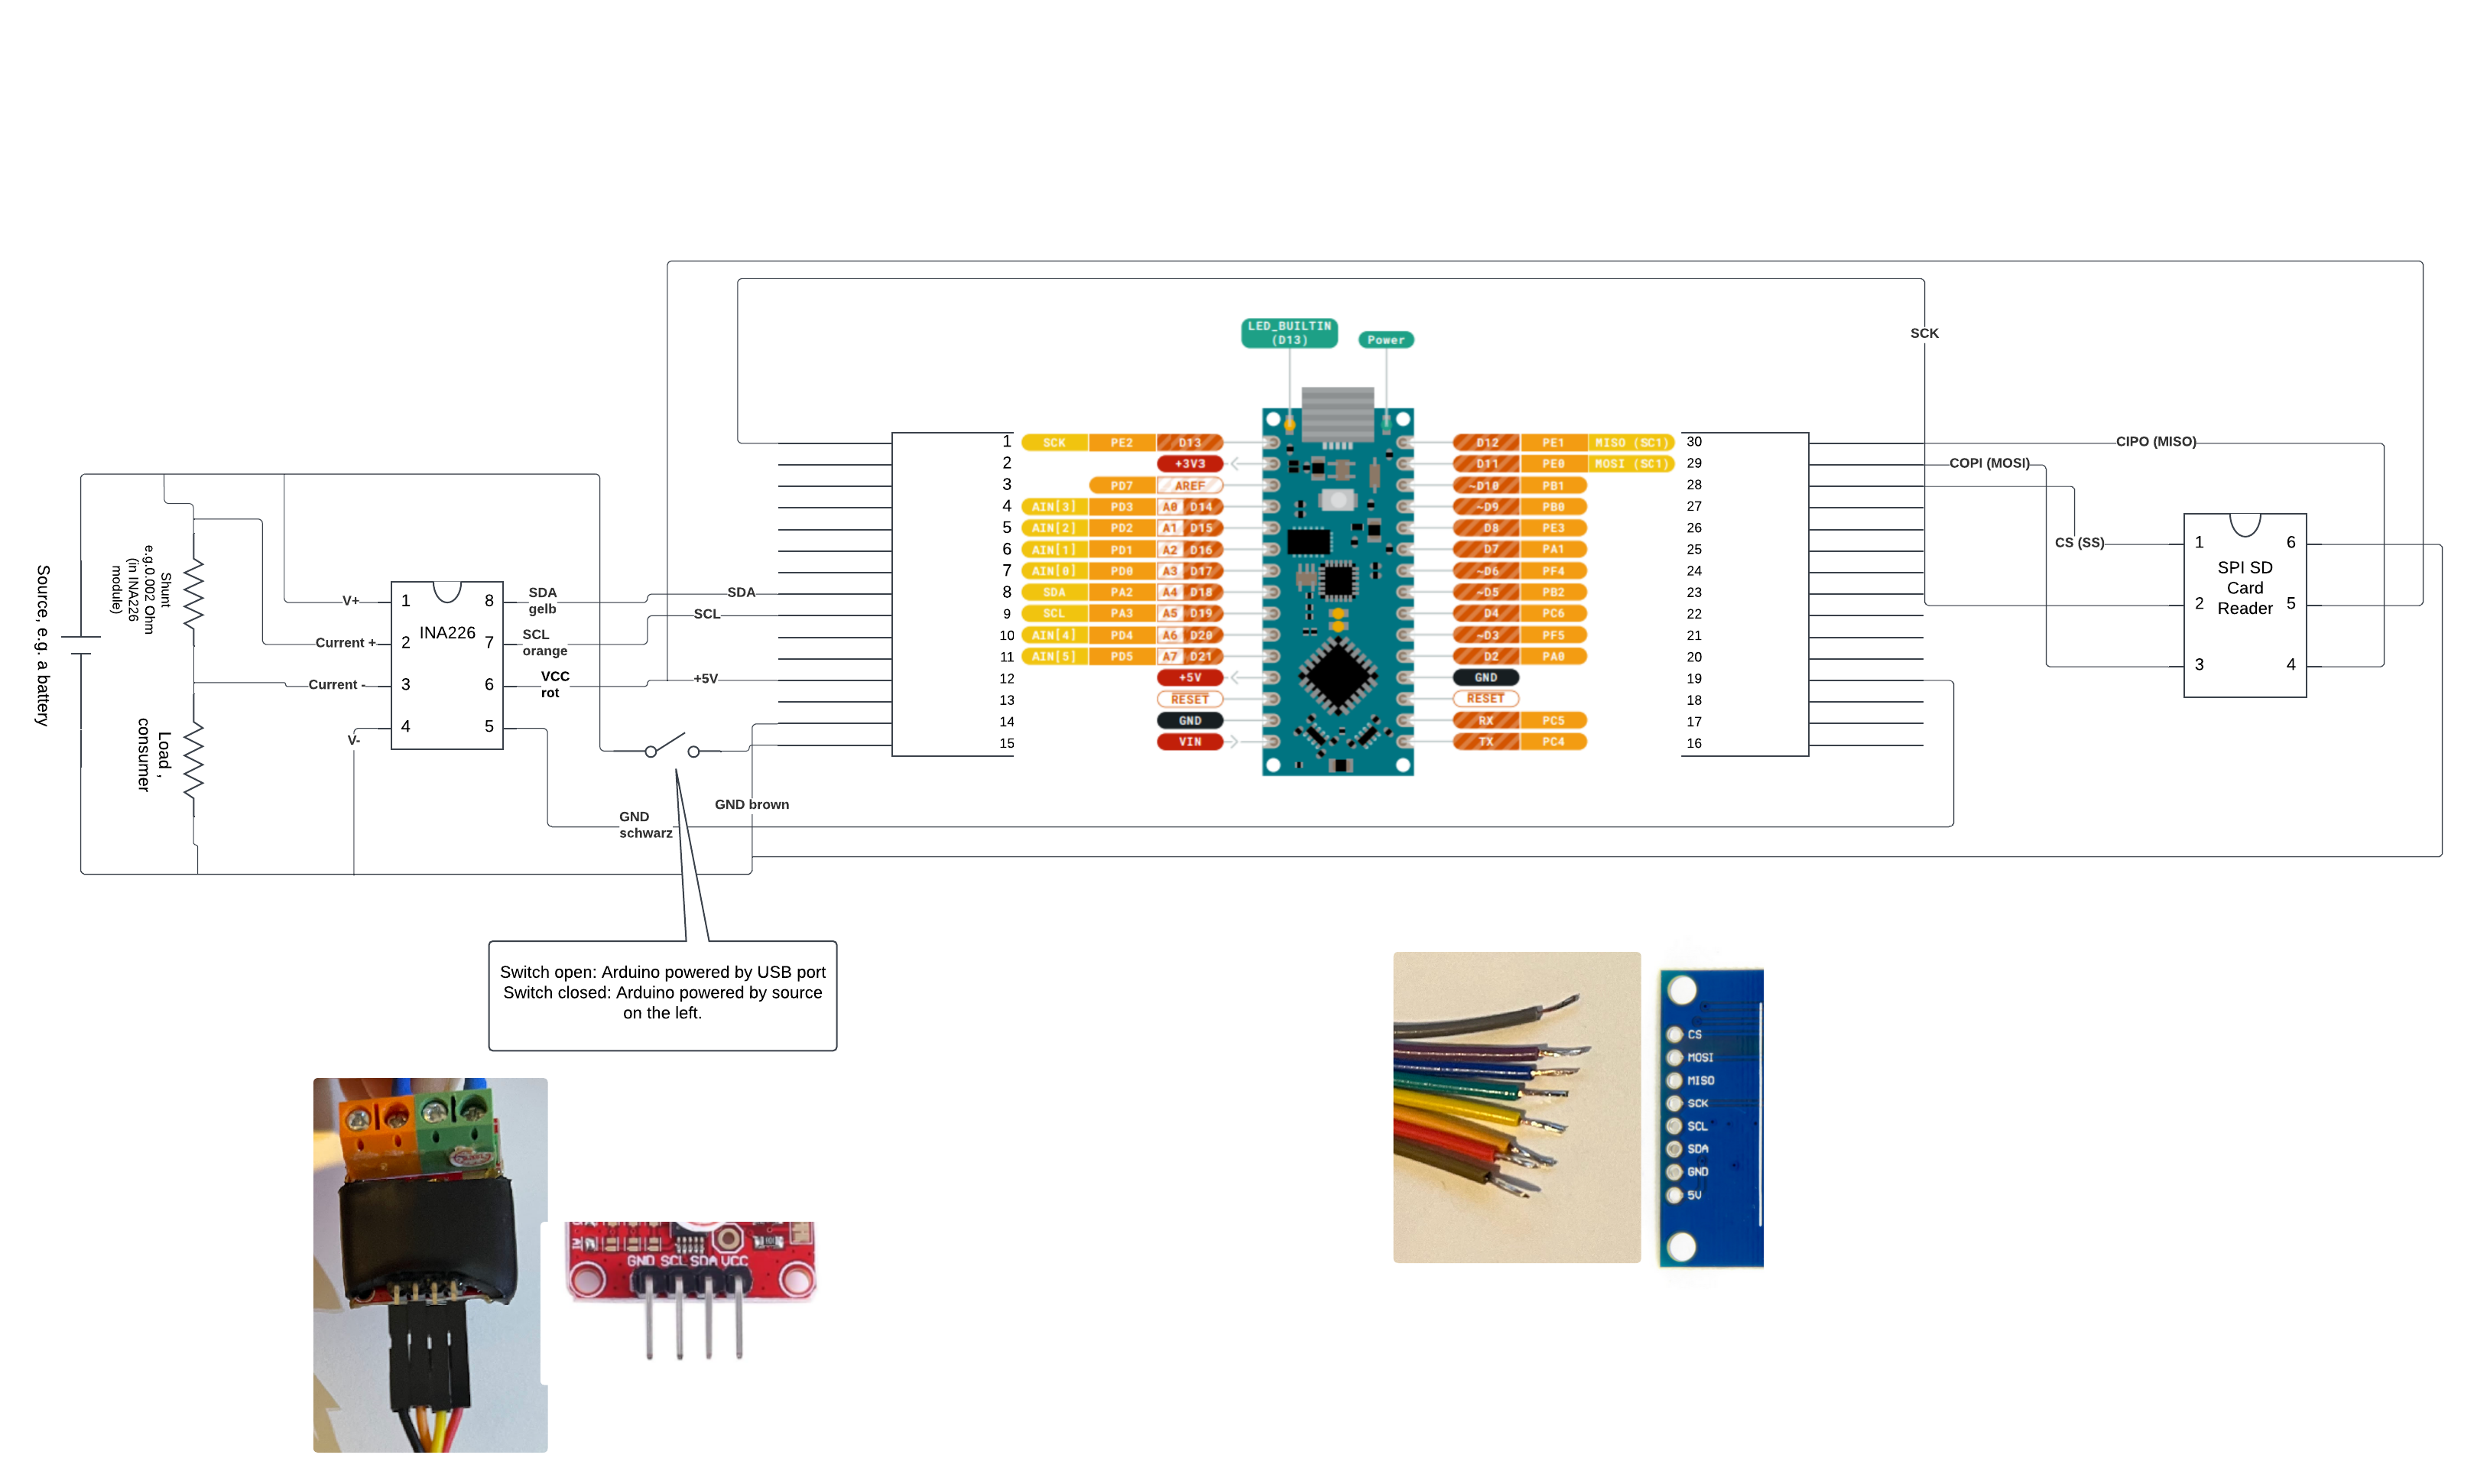 LED_BUILTIN
(D13)
Power
SCK
1 SCK PE2 D13
2 +3V3
3 PD7 AREF
4 AIN[3] PD3 A0 D14
5 AIN[2] PD2 A1 D15
6 AIN[1] PD1 A2 D16
7 AIN[0] PD0 A3 D17
8 SDA PA2 A4 D18
9 SCL PA3 A5 D19
10 AIN[4] PD4 A6 D20
11 AIN[5] PD5 A7 D21
12 +5V
13 RESET
14 GND
15 VIN
D12 PE1 MISO (SC1) 30
D11 PE0 MOSI (SC1) 29
~D10 PB1 28
~D9 PB0 27
D8 PE3 26
D7 PA1 25
~D6 PF4 24
~D5 PB2 23
D4 PC6 22
~D3 PF5 21
D2 PA0 20
GND 19
RESET 18
RX PC5 17
TX PC4 16
CIPO (MISO)
COPI (MOSI)
CS (SS)
1 6
SPI SD
Card
Reader
2 5
3 4
Source, e.g. a battery
Shunt
e.g.0.002 Ohm
(in INA226
module)
Load ,
consumer
V+
Current +
Current -
V-
INA226
1 8
2 7
3 6
4 5
SDA
gelb
SCL
orange
VCC
rot
SDA
SCL
+5V
GND brown
GND
schwarz
Switch open: Arduino powered by USB port
Switch closed: Arduino powered by source
on the left.
GND SCL SDA VCC
CS
MOSI
MISO
SCK
SCL
SDA
GND
5V